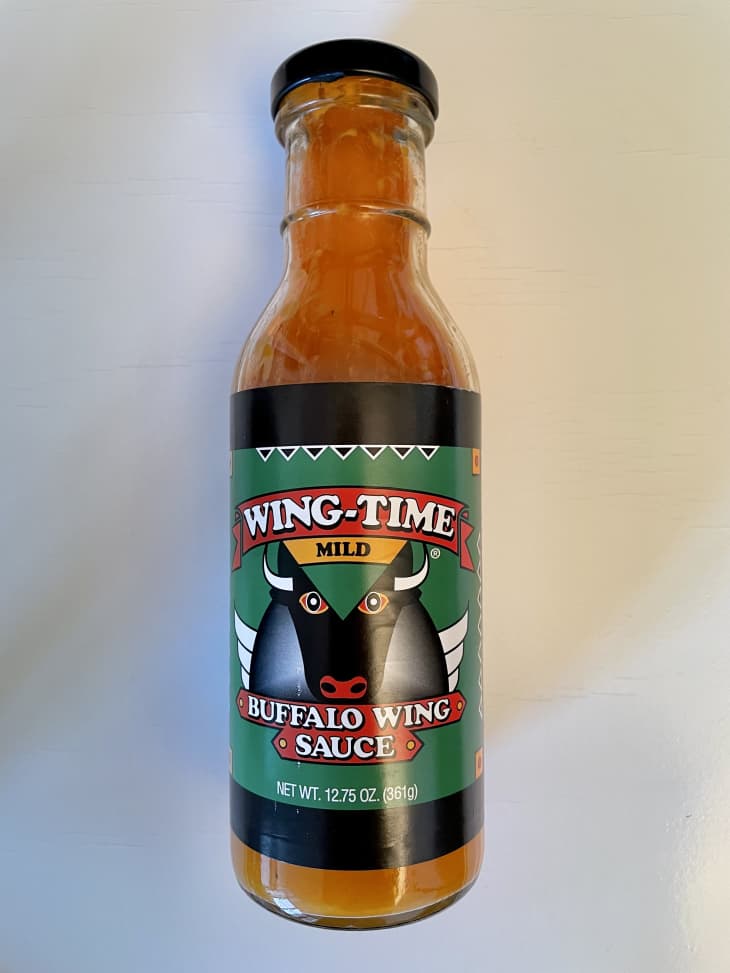 WING-TIME
MILD
®
BUFFALO WING
SAUCE
NET WT. 12.75 OZ. (361g)